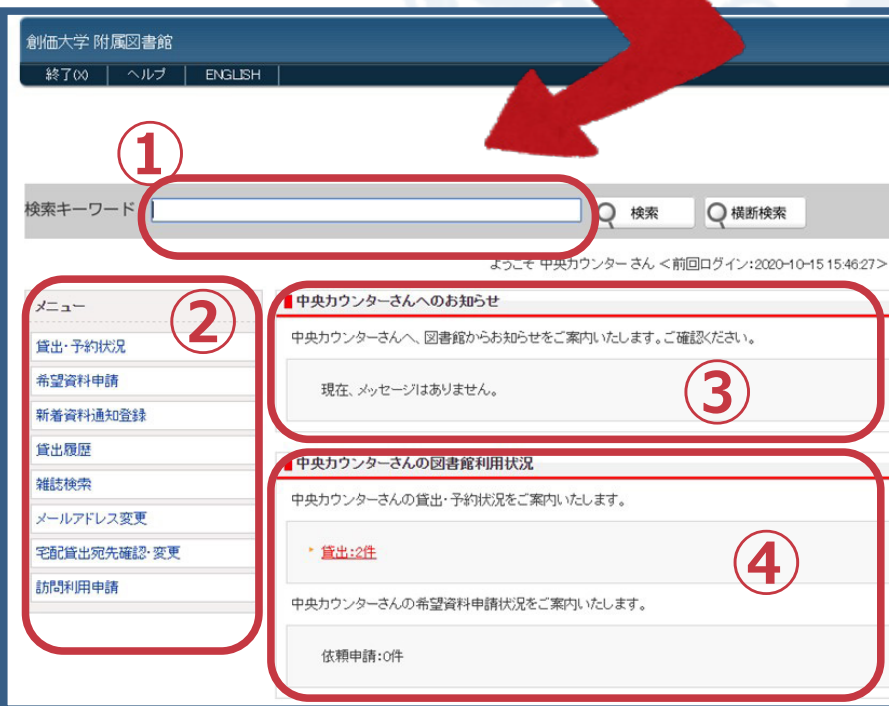 創価大学 附属図書館
終了(X) ヘルプ ENGLISH
①
検索キーワード 検索 横断検索
ようこそ 中央カウンター さん <前回ログイン:2020-10-15 15:46:27>
②
メニュー
貸出・予約状況
希望資料申請
新着資料通知登録
貸出履歴
雑誌検索
メールアドレス変更
宅配貸出宛先確認・変更
訪問利用申請
中央カウンターさんへのお知らせ
中央カウンターさんへ、図書館からお知らせをご案内いたします。ご確認ください。
現在、メッセージはありません。
③
中央カウンターさんの図書館利用状況
中央カウンターさんの貸出・予約状況をご案内いたします。
貸出:2件
④
中央カウンターさんの希望資料申請状況をご案内いたします。
依頼申請:0件